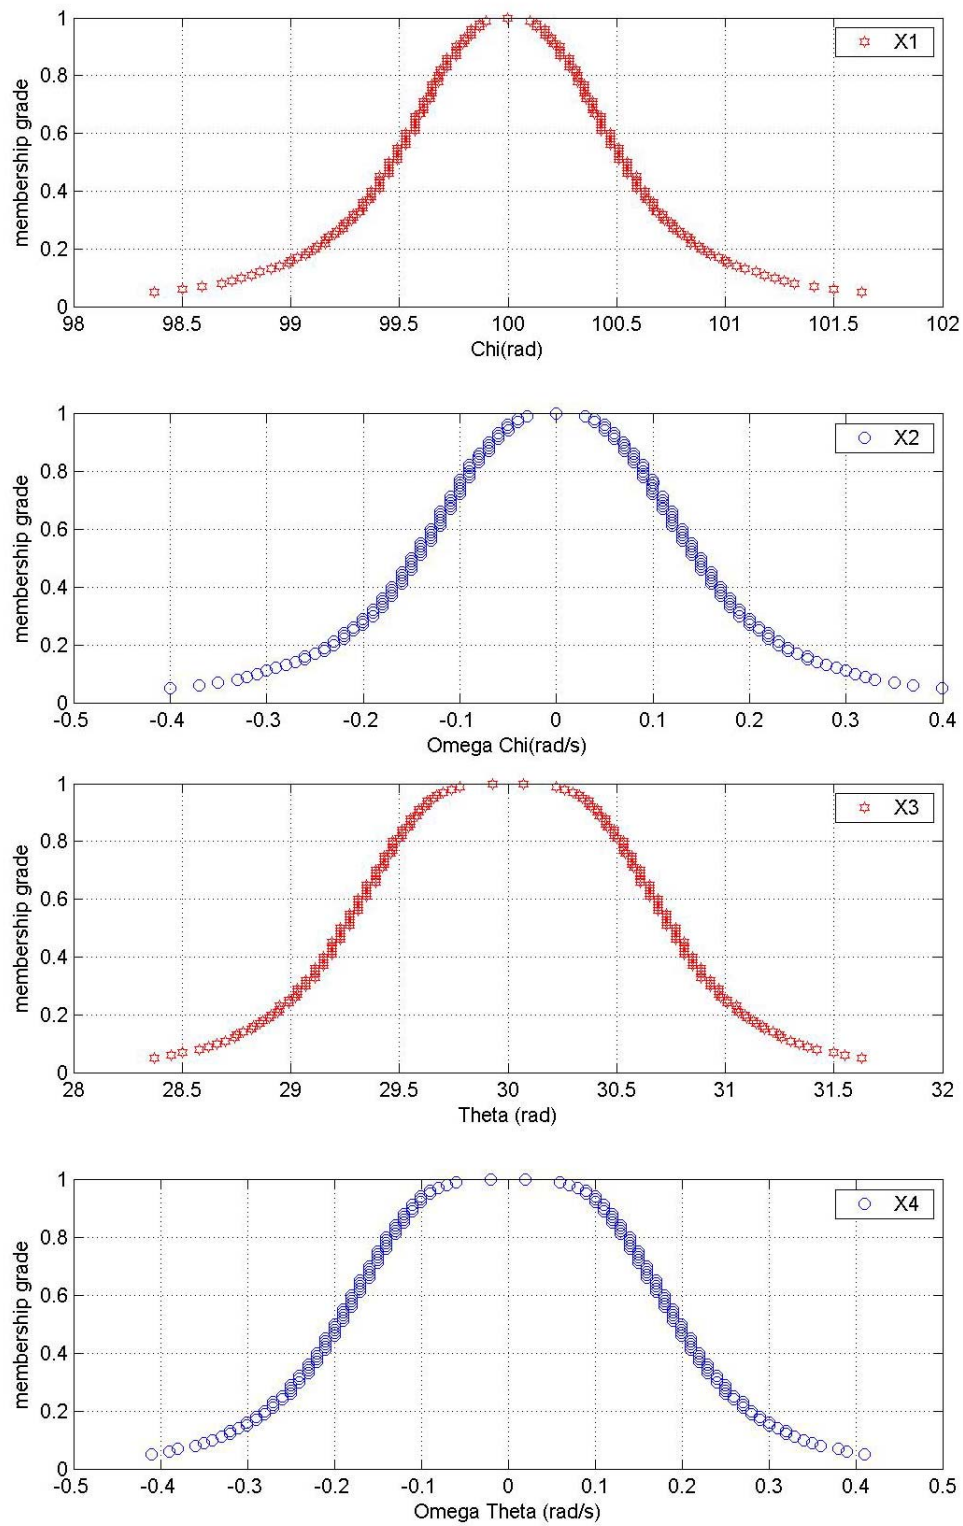 1
0.8
0.6
0.4
0.2
0
membership grade
X1
98 98.5 99 99.5 100 100.5 101 101.5 102
Chi(rad)
1
0.8
0.6
0.4
0.2
0
membership grade
X2
-0.5 -0.4 -0.3 -0.2 -0.1 0 0.1 0.2 0.3 0.4
Omega Chi(rad/s)
1
0.8
0.6
0.4
0.2
0
membership grade
X3
28 28.5 29 29.5 30 30.5 31 31.5 32
Theta (rad)
1
0.8
0.6
0.4
0.2
0
membership grade
X4
-0.5 -0.4 -0.3 -0.2 -0.1 0 0.1 0.2 0.3 0.4 0.5
Omega Theta (rad/s)